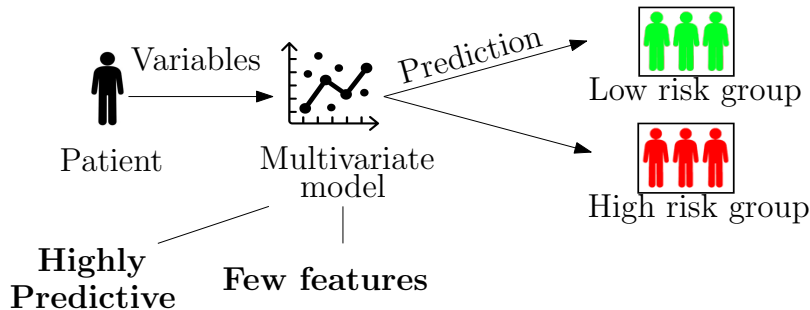 Variables
Prediction
Low risk group
Patient
Multivariate
model
High risk group
Highly
Predictive
Few features